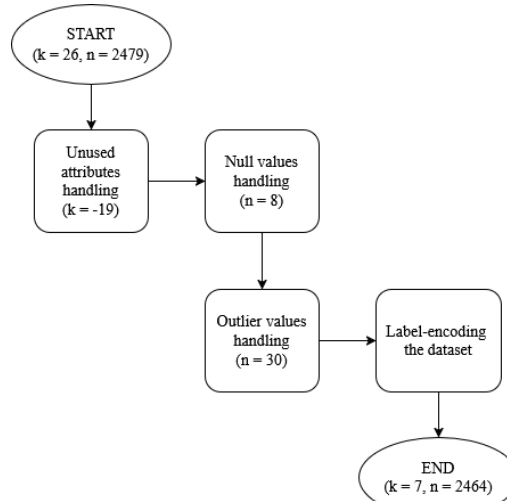 START
(k = 26, n = 2479)
Unused
attributes
handling
(k = -19)
Null values
handling
(n = 8)
Outlier values
handling
(n = 30)
Label-encoding
the dataset
END
(k = 7, n = 2464)